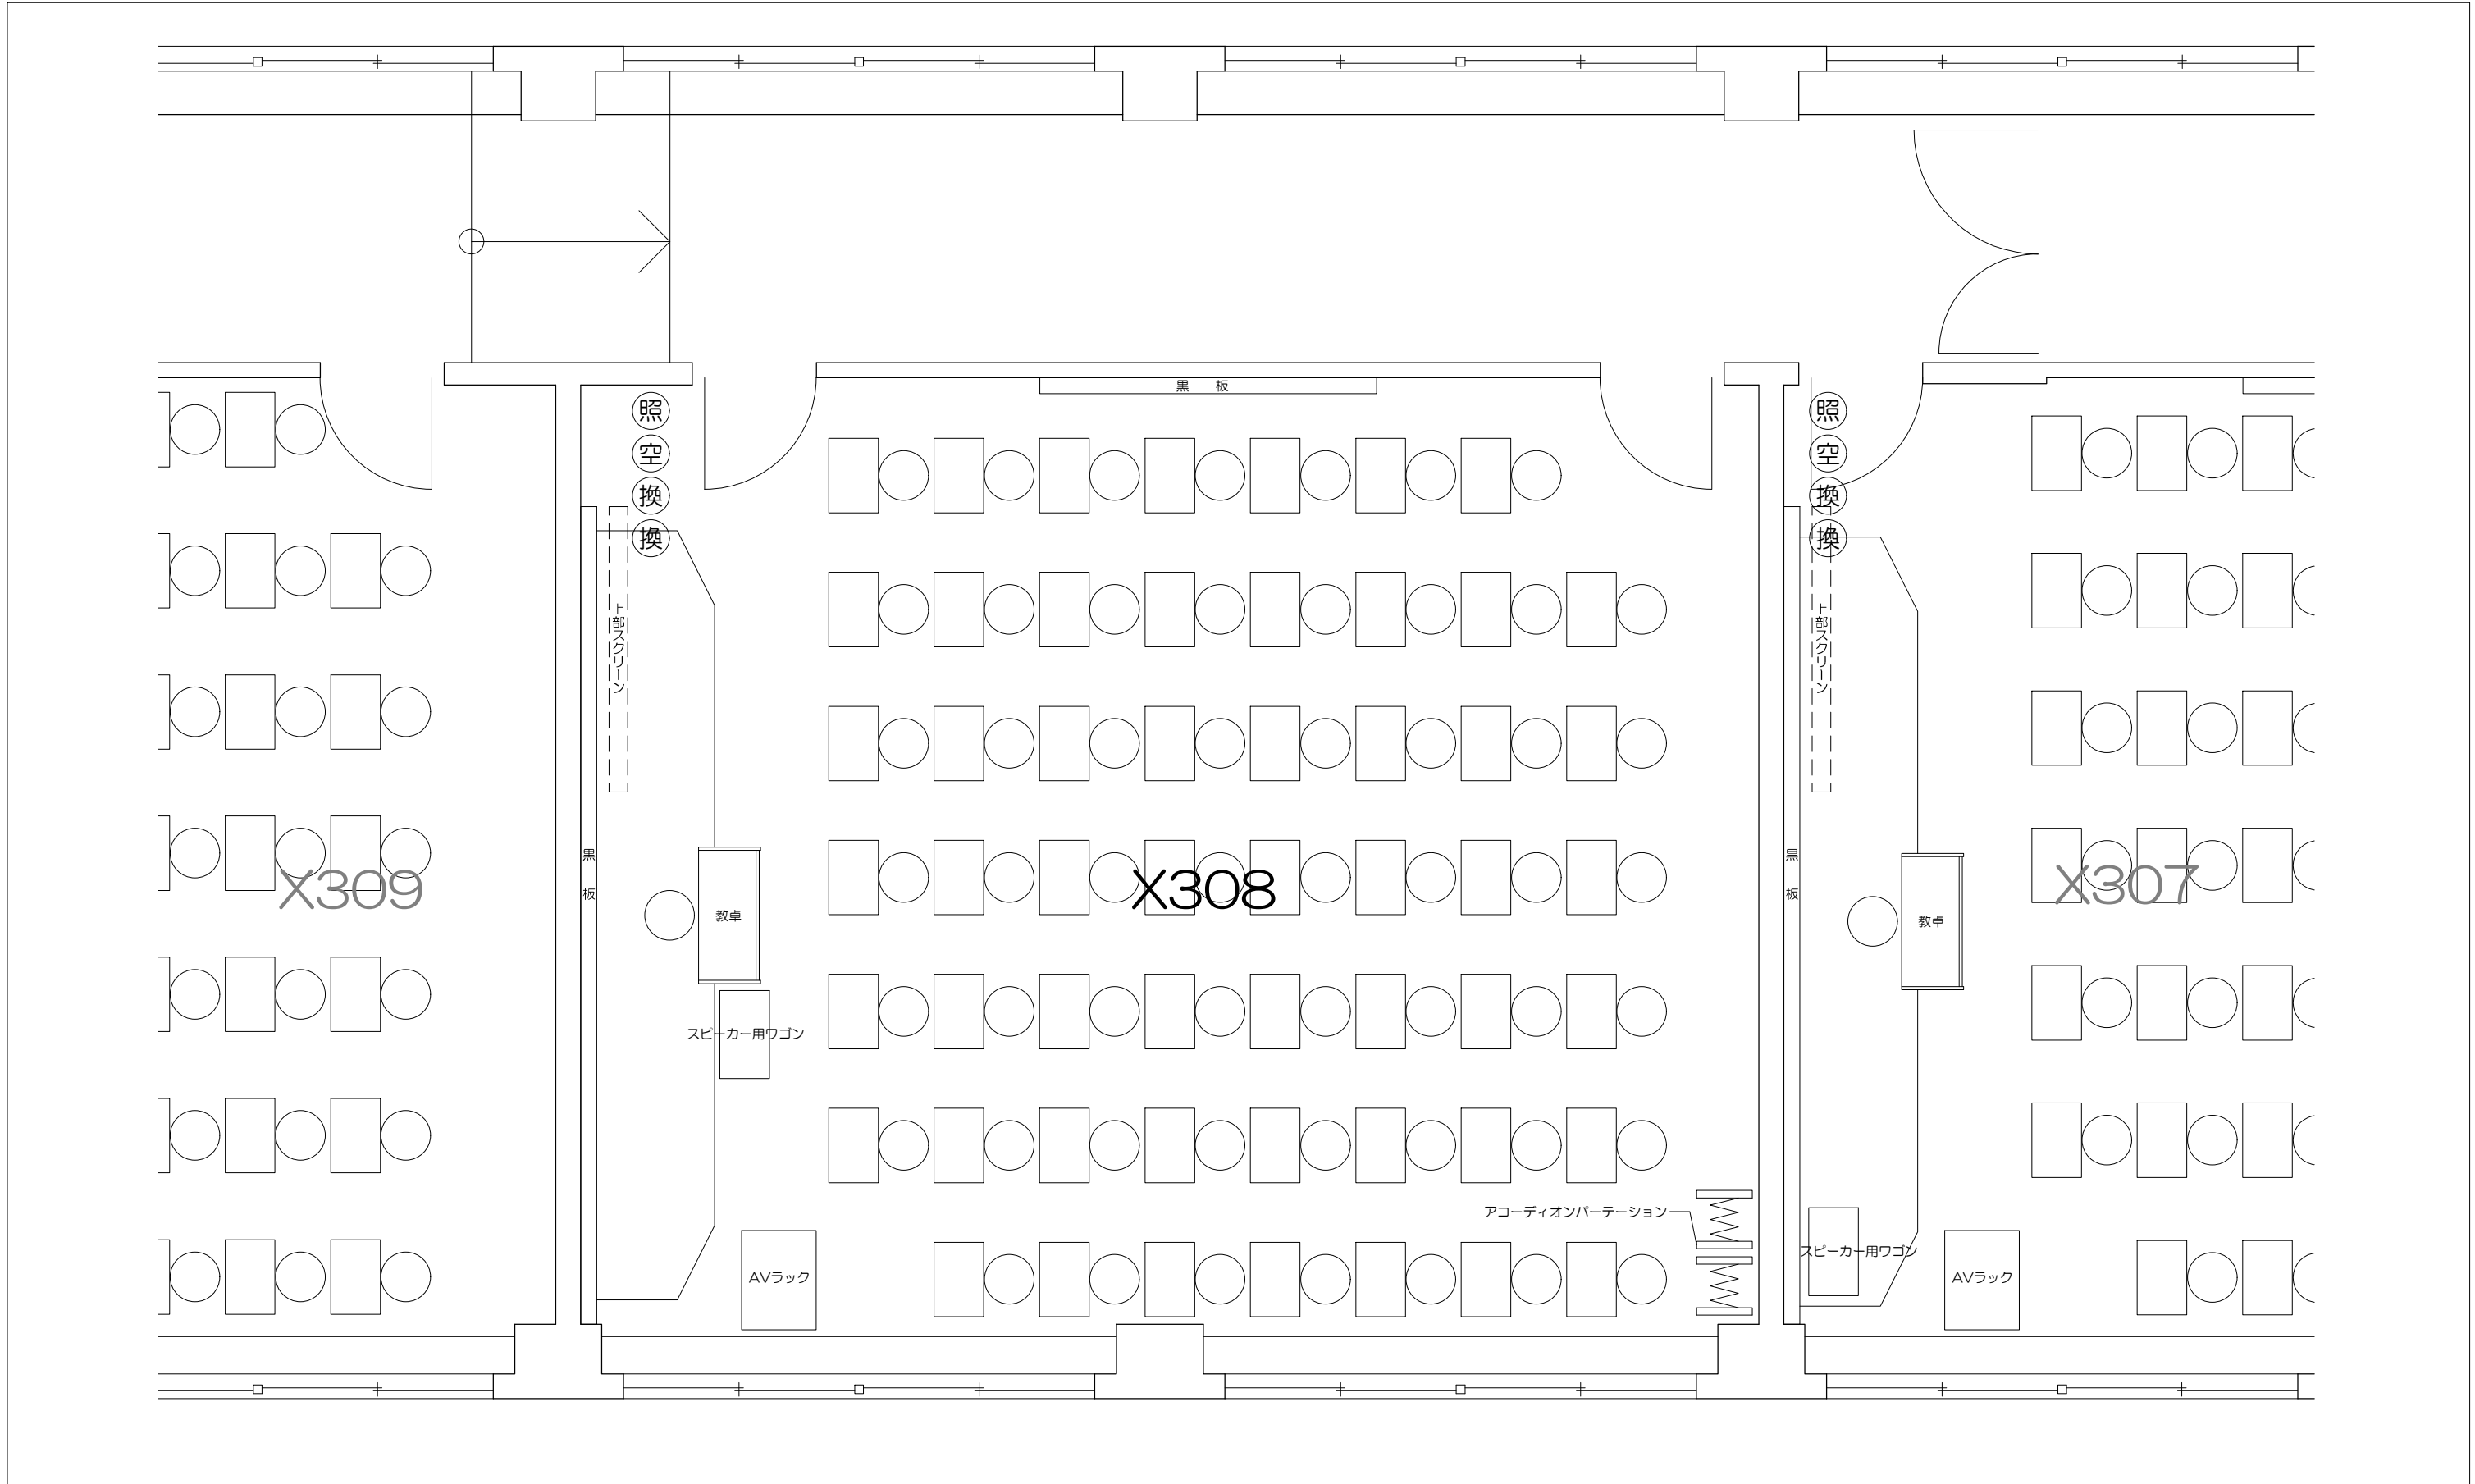 黒 板
照
空
換
換
照
空
換
換
上部スクリーン
上部スクリーン
黒 板
黒 板
X309
X308
X307
教卓
教卓
スピーカー用ワゴン
アコーディオンパーテーション
スピーカー用ワゴン
AVラック
AVラック